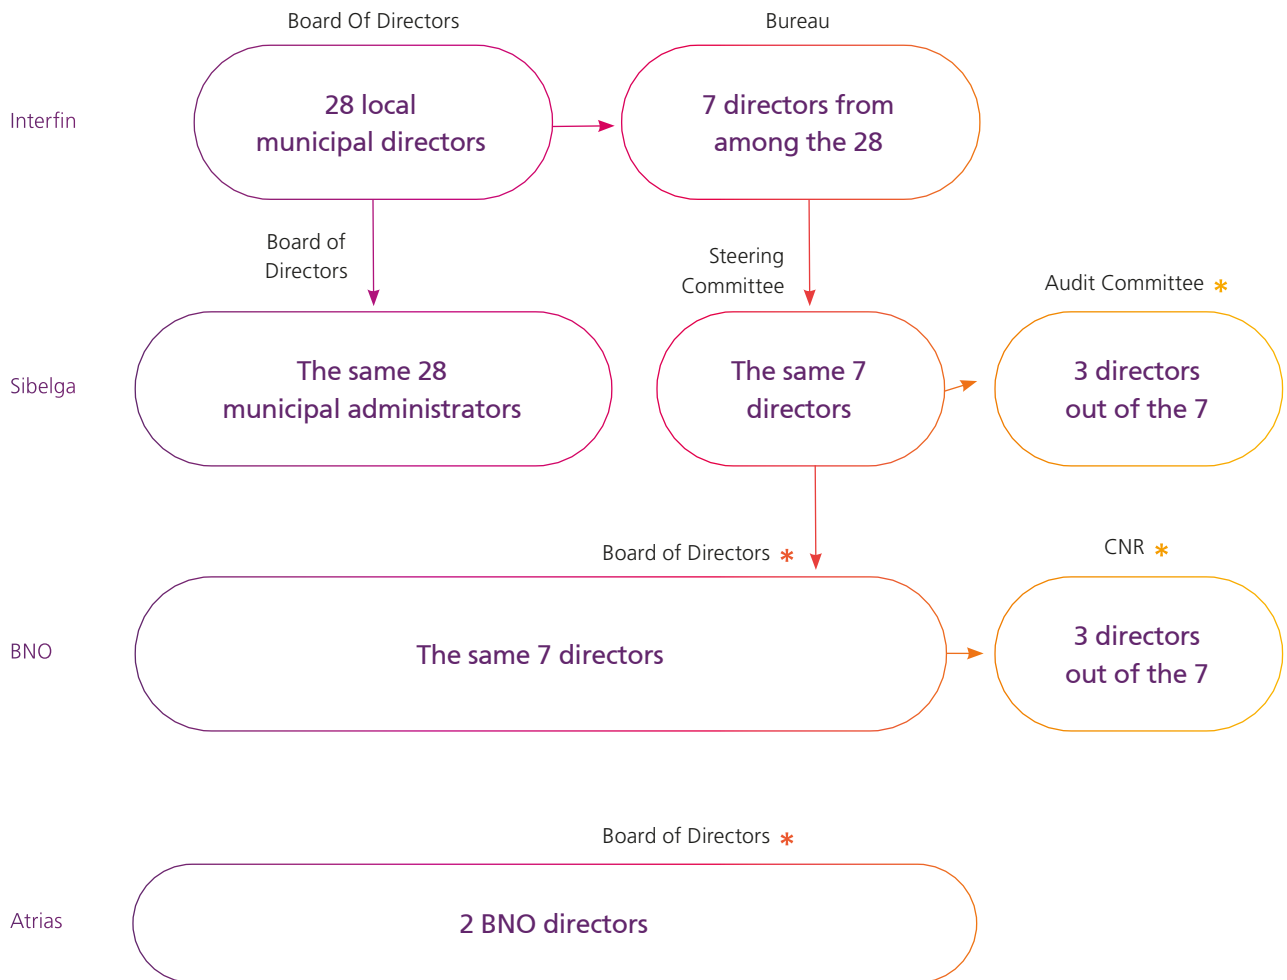 Board Of Directors
Bureau
Interfin
28 local
municipal directors
7 directors from
among the 28
Board of
Directors
Steering
Committee
Audit Committee *
Sibelga
The same 28
municipal administrators
The same 7
directors
3 directors
out of the 7
Board of Directors *
CNR *
BNO
The same 7 directors
3 directors
out of the 7
Board of Directors *
Atrias
2 BNO directors